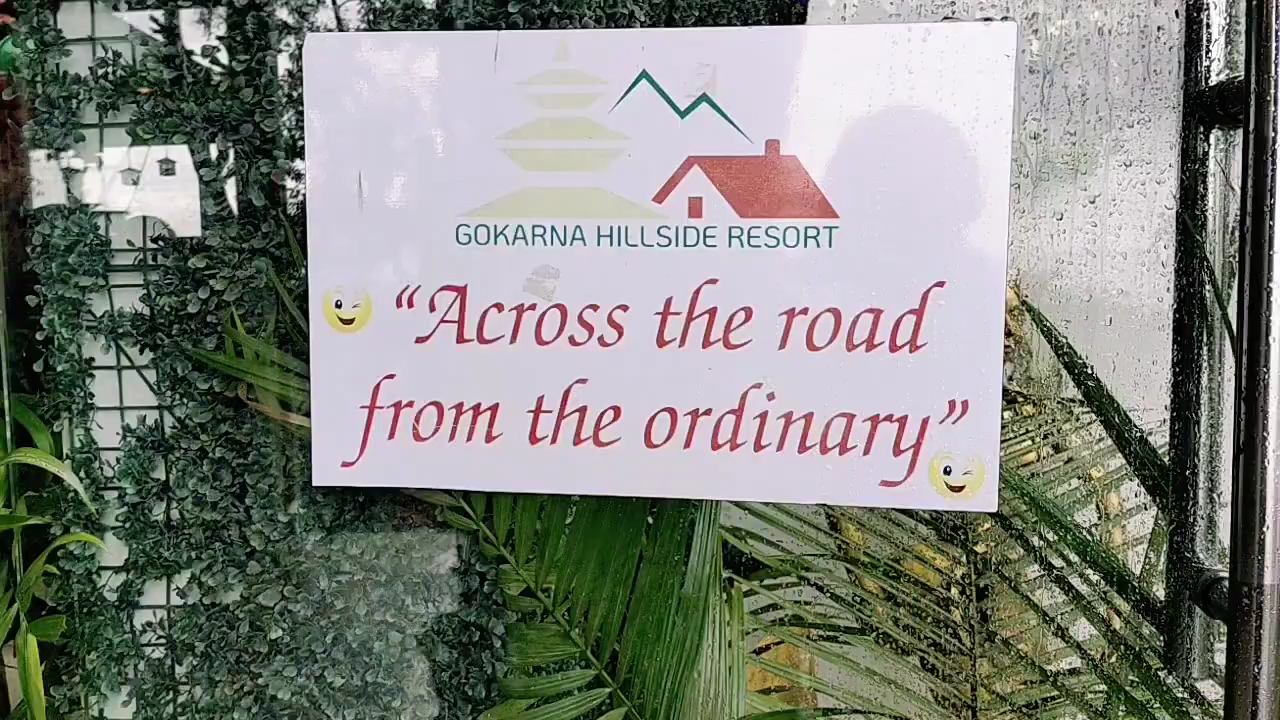 GOKARNA HILLSIDE RESORT
“Across the road
from the ordinary”